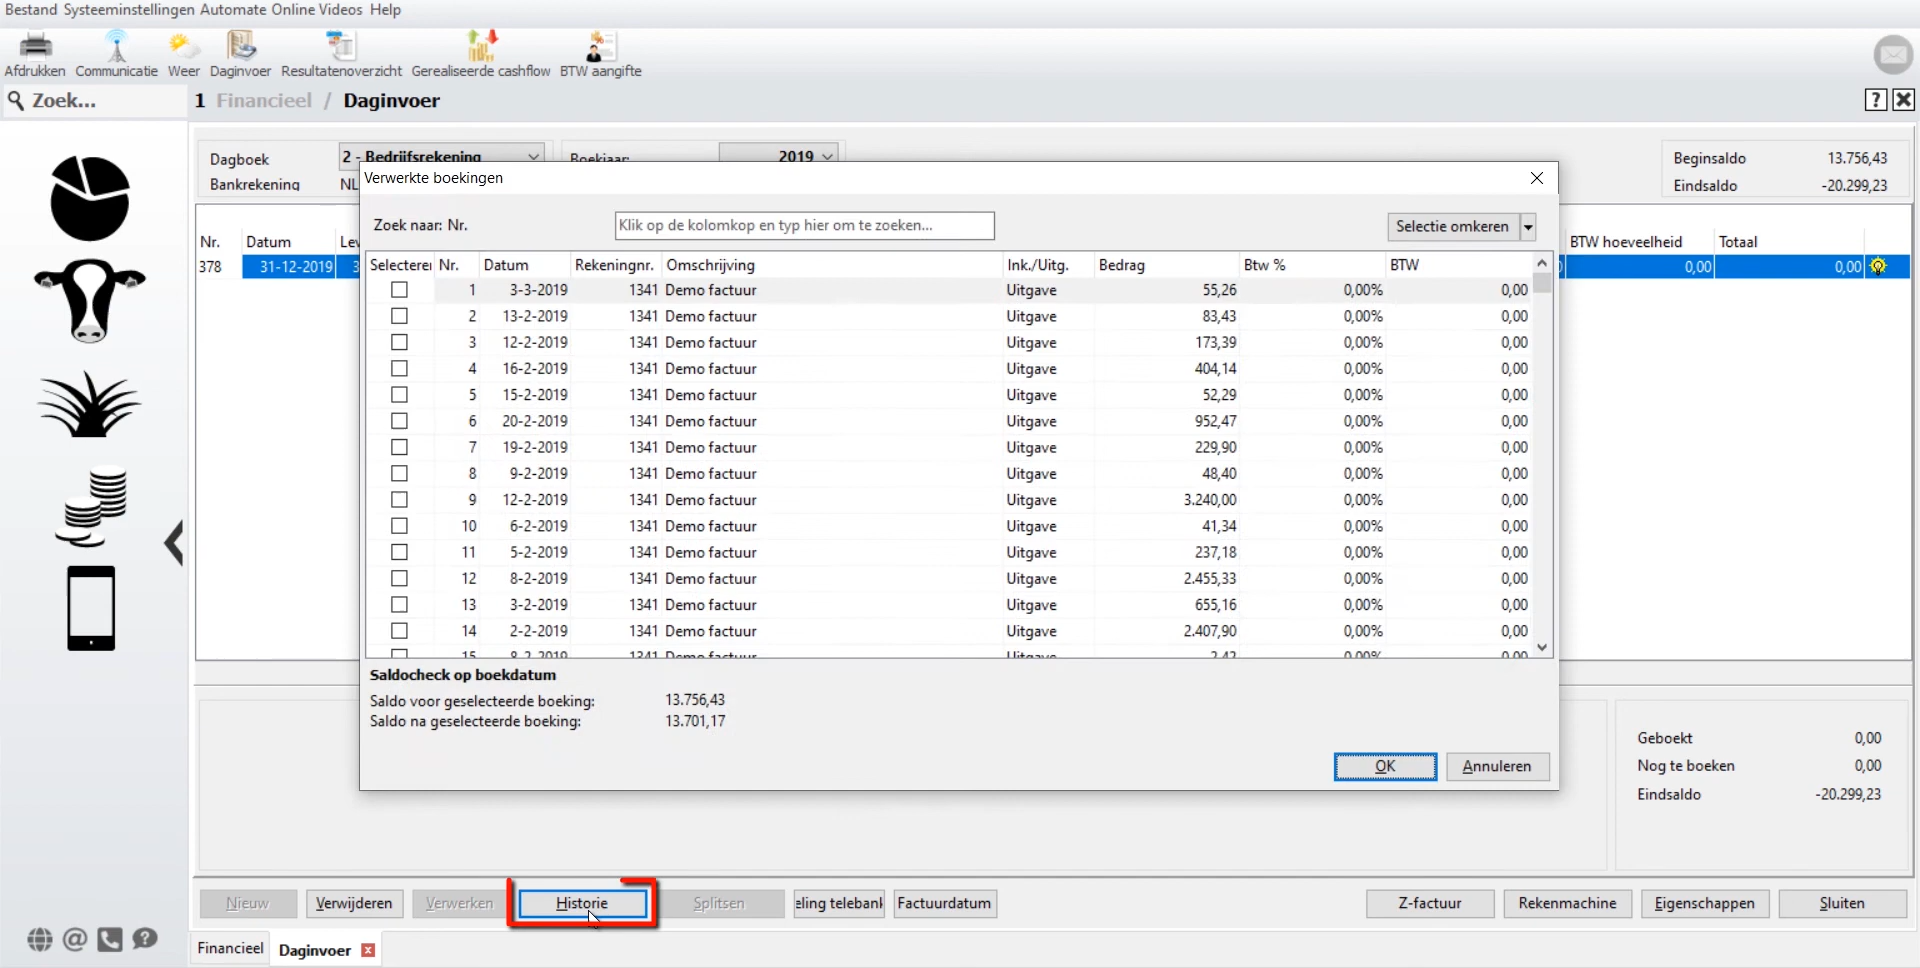 Bestand Systeeminstellingen Automate Online Videos Help
Afdrukken Communicatie Weer Daginvoer Resultatenoverzicht Gerealiseerde cashflow BTW aangifte
Zoek... 1 Financieel / Daginvoer ?
Dagboek 2 - Bedrijfsrekening Boekjaar: 2019 Beginsaldo 13.756,43
Bankrekening NL Eindsaldo -20.299,23
Verwerkte boekingen
Zoek naar: Nr. Klik op de kolomkop en typ hier om te zoeken... Selectie omkeren
Nr. Datum BTW hoeveelheid Totaal
378 31-12-2019 3 0,00 0,00
Nr. Datum Rekeningnr. Omschrijving Ink./Uitg. Bedrag Btw % BTW
1 3-3-2019 1341 Demo factuur Uitgave 55,26 0,00% 0,00
2 13-2-2019 1341 Demo factuur Uitgave 83,43 0,00% 0,00
3 12-2-2019 1341 Demo factuur Uitgave 173,39 0,00% 0,00
4 16-2-2019 1341 Demo factuur Uitgave 404,14 0,00% 0,00
5 15-2-2019 1341 Demo factuur Uitgave 52,29 0,00% 0,00
6 20-2-2019 1341 Demo factuur Uitgave 952,47 0,00% 0,00
7 19-2-2019 1341 Demo factuur Uitgave 229,90 0,00% 0,00
8 9-2-2019 1341 Demo factuur Uitgave 48,40 0,00% 0,00
9 12-2-2019 1341 Demo factuur Uitgave 3.240,00 0,00% 0,00
10 6-2-2019 1341 Demo factuur Uitgave 41,34 0,00% 0,00
11 5-2-2019 1341 Demo factuur Uitgave 237,18 0,00% 0,00
12 8-2-2019 1341 Demo factuur Uitgave 2.455,33 0,00% 0,00
13 3-2-2019 1341 Demo factuur Uitgave 655,16 0,00% 0,00
14 2-2-2019 1341 Demo factuur Uitgave 2.407,90 0,00% 0,00
15 8-2-2019 1341 Demo factuur Uitgave 2,42 0,00% 0,00
Saldocheck op boekdatum
Saldo voor geselecteerde boeking: 13.756,43
Saldo na geselecteerde boeking: 13.701,17
OK Annuleren
Geboekt 0,00
Nog te boeken 0,00
Eindsaldo -20.299,23
Nieuw Verwijderen Verwerken Historie Splitsen eling telebank Factuurdatum Z-factuur Rekenmachine Eigenschappen Sluiten
Financieel Daginvoer